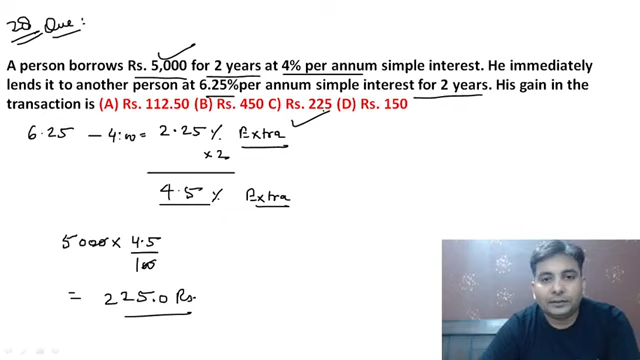 28 Que:
A person borrows Rs. 5,000 for 2 years at 4% per annum simple interest. He immediately
lends it to another person at 6.25%per annum simple interest for 2 years. His gain in the
transaction is (A) Rs. 112.50 (B) Rs. 450 C) Rs. 225 (D) Rs. 150
6.25 - 4.00 = 2.25 % Extra
×2
4.5 % Extra
5000 × 4.5
100
= 225.0 Rs.